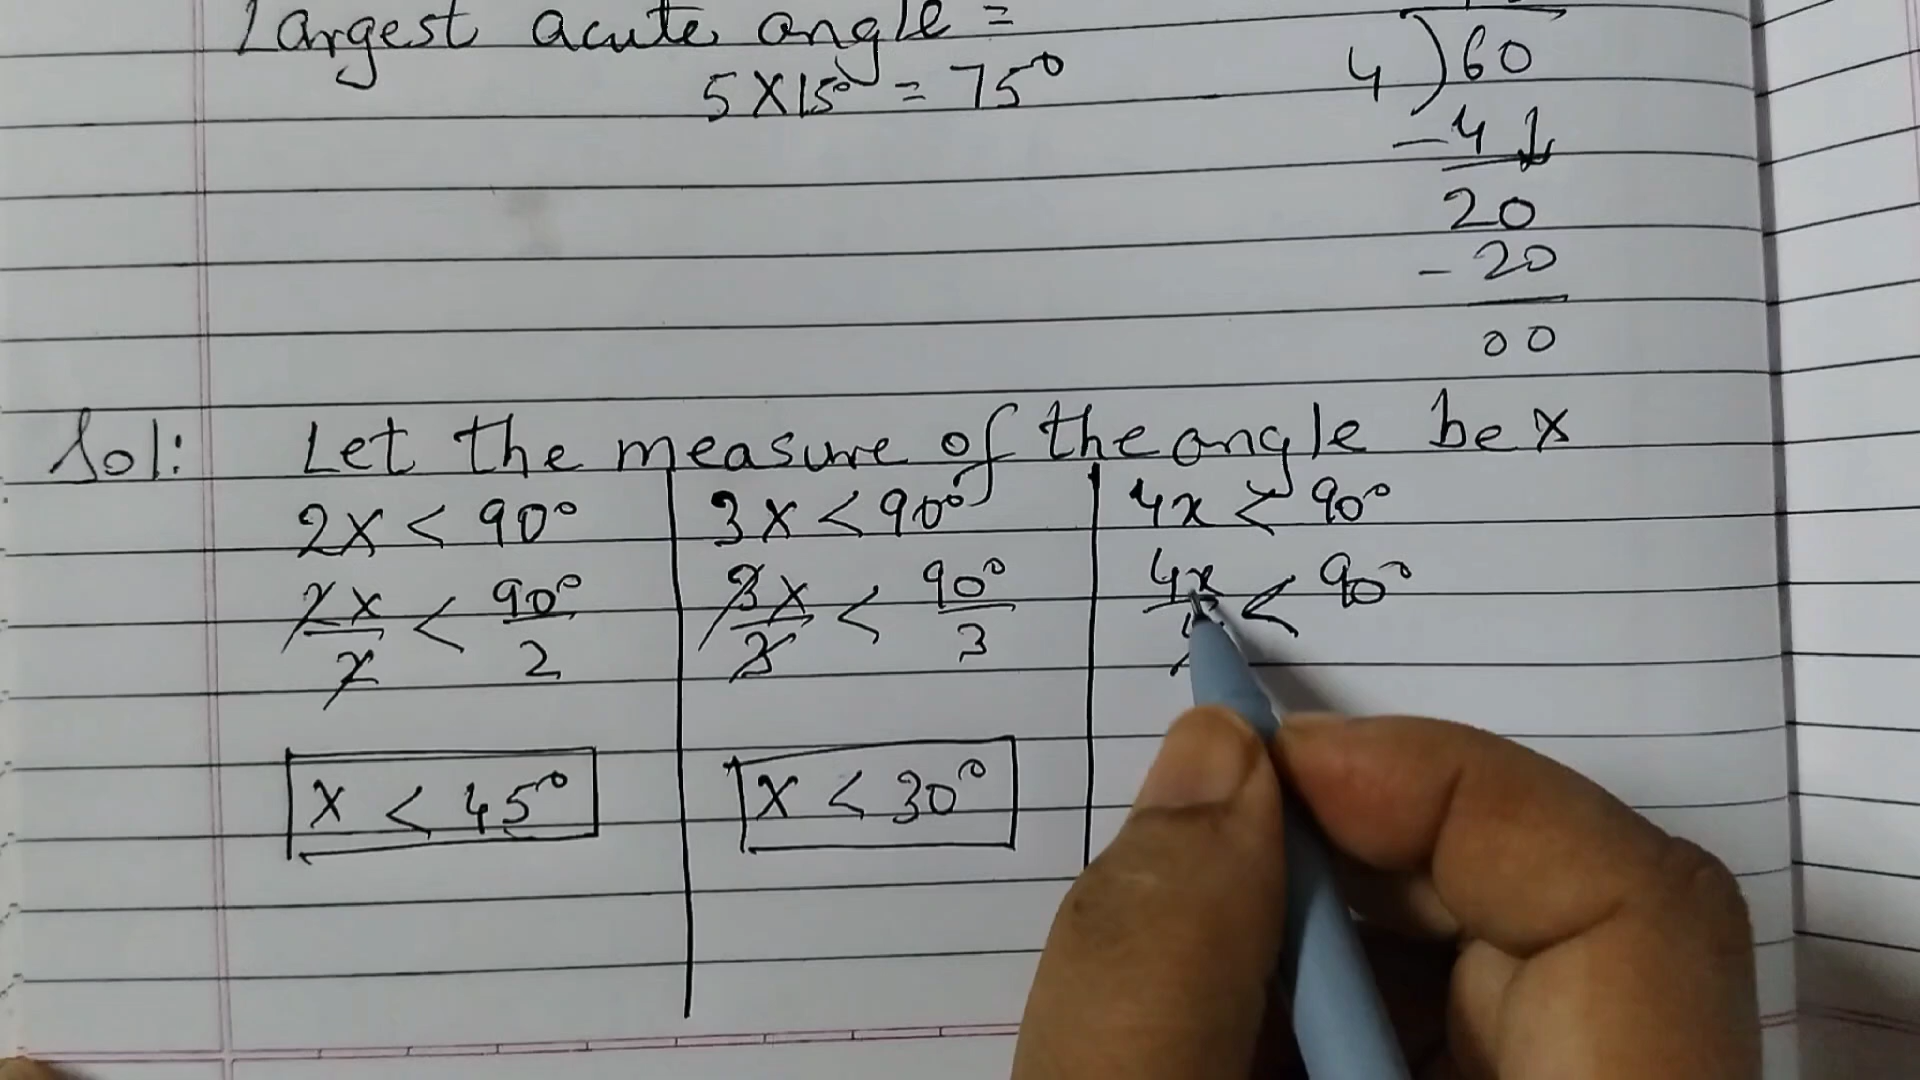 Largest acute angle =
5 X 15° = 75°
4 ) 60
- 4 ↓
20
- 20
00
Sol: Let the measure of the angle be x
2x < 90°
2x/2 < 90°/2
x < 45°
3x < 90°
3x/3 < 90°/3
x < 30°
4x < 90°
4x/4 < 90°